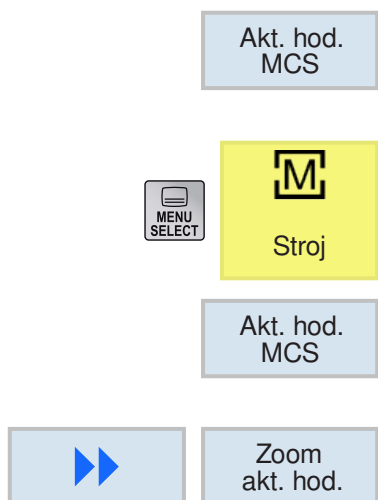 Akt. hod.
MCS
M
MENU
SELECT
Stroj
Akt. hod.
MCS
Zoom
akt. hod.